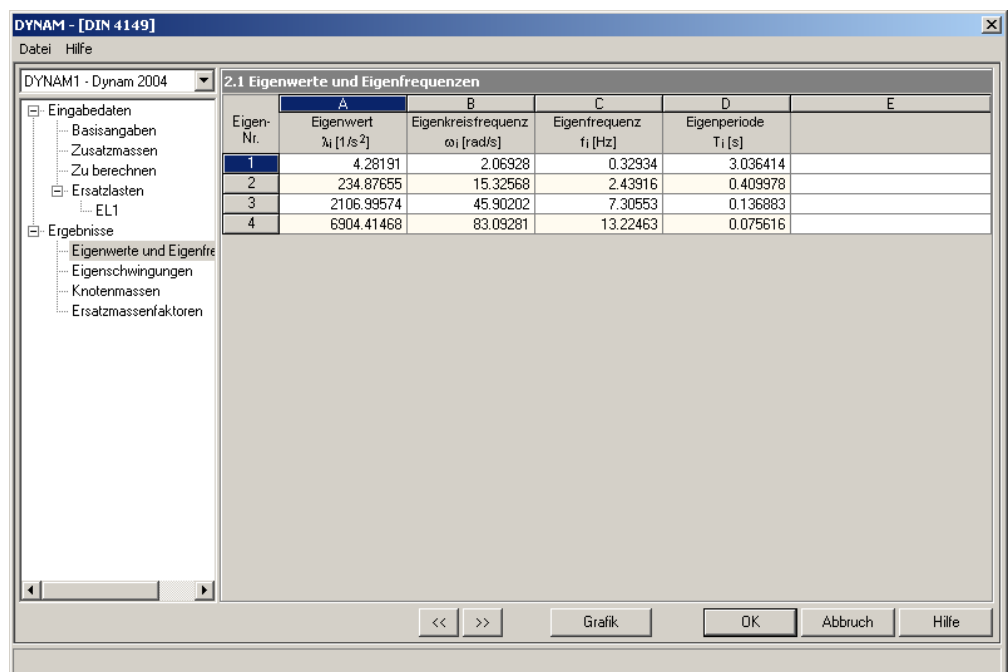 DYNAM - [DIN 4149]
Datei Hilfe
DYNAM1 - Dynam 2004
Eingabedaten
Basisangaben
Zusatzmassen
Zu berechnen
Ersatzlasten
EL1
Ergebnisse
Eigenwerte und Eigenfre
Eigenschwingungen
Knotenmassen
Ersatzmassenfaktoren
2.1 Eigenwerte und Eigenfrequenzen
A B C D E
Eigen- Eigenwert Eigenkreisfrequenz Eigenfrequenz Eigenperiode
Nr. λi [1/s2] ωi [rad/s] fi [Hz] Ti [s]
1 4.28191 2.06928 0.32934 3.036414
2 234.87655 15.32568 2.43916 0.409978
3 2106.99574 45.90202 7.30553 0.136883
4 6904.41468 83.09281 13.22463 0.075616
<< >> Grafik OK Abbruch Hilfe